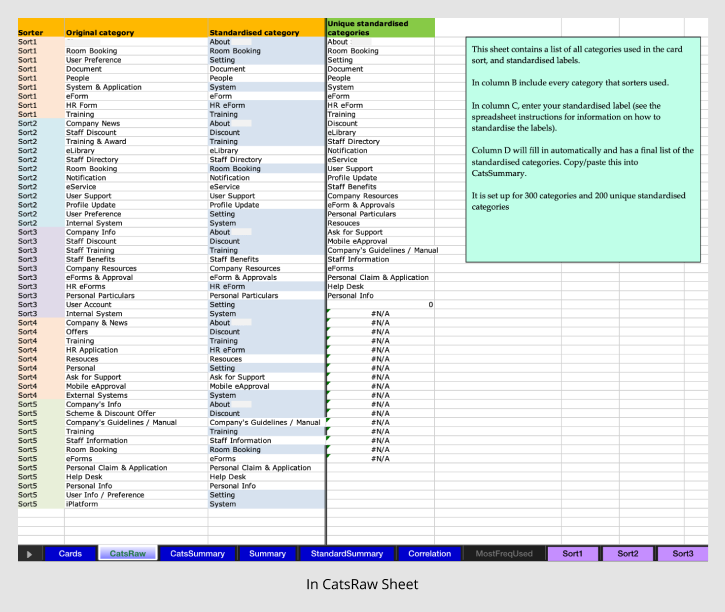 Sorter Original category Standardised category Unique standardised categories
Sort1 About About
Sort1 Room Booking Room Booking Room Booking
Sort1 User Preference Setting Setting
Sort1 Document Document Document
Sort1 People People People
Sort1 System & Application System System
Sort1 eForm eForm eForm
Sort1 HR Form HR eForm HR eForm
Sort1 Training Training Training
Sort2 Company News About Discount
Sort2 Staff Discount Discount eLibrary
Sort2 Training & Award Training Staff Directory
Sort2 eLibrary eLibrary Notification
Sort2 Staff Directory Staff Directory eService
Sort2 Room Booking Room Booking User Support
Sort2 Notification Notification Profile Update
Sort2 eService eService Staff Benefits
Sort2 User Support User Support Company Resources
Sort2 Profile Update Profile Update eForm & Approvals
Sort2 User Preference Setting Personal Particulars
Sort2 Internal System System Resouces
Sort3 Company Info About Ask for Support
Sort3 Staff Discount Discount Mobile eApproval
Sort3 Staff Training Training Company's Guidelines / Manual
Sort3 Staff Benefits Staff Benefits Staff Information
Sort3 Company Resources Company Resources eForms
Sort3 eForms & Approval eForm & Approvals Personal Claim & Application
Sort3 HR eForms HR eForm Help Desk
Sort3 Personal Particulars Personal Particulars Personal Info
Sort3 User Account Setting 0
Sort3 Internal System System #N/A
Sort4 Company & News About #N/A
Sort4 Offers Discount #N/A
Sort4 Training Training #N/A
Sort4 HR Application HR eForm #N/A
Sort4 Resouces Resouces #N/A
Sort4 Personal Setting #N/A
Sort4 Ask for Support Ask for Support #N/A
Sort4 Mobile eApproval Mobile eApproval #N/A
Sort4 External Systems System #N/A
Sort5 Company's Info About #N/A
Sort5 Scheme & Discount Offer Discount #N/A
Sort5 Company's Guidelines / Manual Company's Guidelines / Manual #N/A
Sort5 Training Training #N/A
Sort5 Staff Information Staff Information #N/A
Sort5 Room Booking Room Booking #N/A
Sort5 eForms eForms #N/A
Sort5 Personal Claim & Application Personal Claim & Application
Sort5 Help Desk Help Desk
Sort5 Personal Info Personal Info
Sort5 User Info / Preference Setting
Sort5 iPlatform System
This sheet contains a list of all categories used in the card
sort, and standardised labels.
In column B include every category that sorters used.
In column C, enter your standardised label (see the
spreadsheet instructions for information on how to
standardise the labels).
Column D will fill in automatically and has a final list of the
standardised categories. Copy/paste this into
CatsSummary.
It is set up for 300 categories and 200 unique standardised
categories
Cards CatsRaw CatsSummary Summary StandardSummary Correlation MostFreqUsed Sort1 Sort2 Sort3
In CatsRaw Sheet